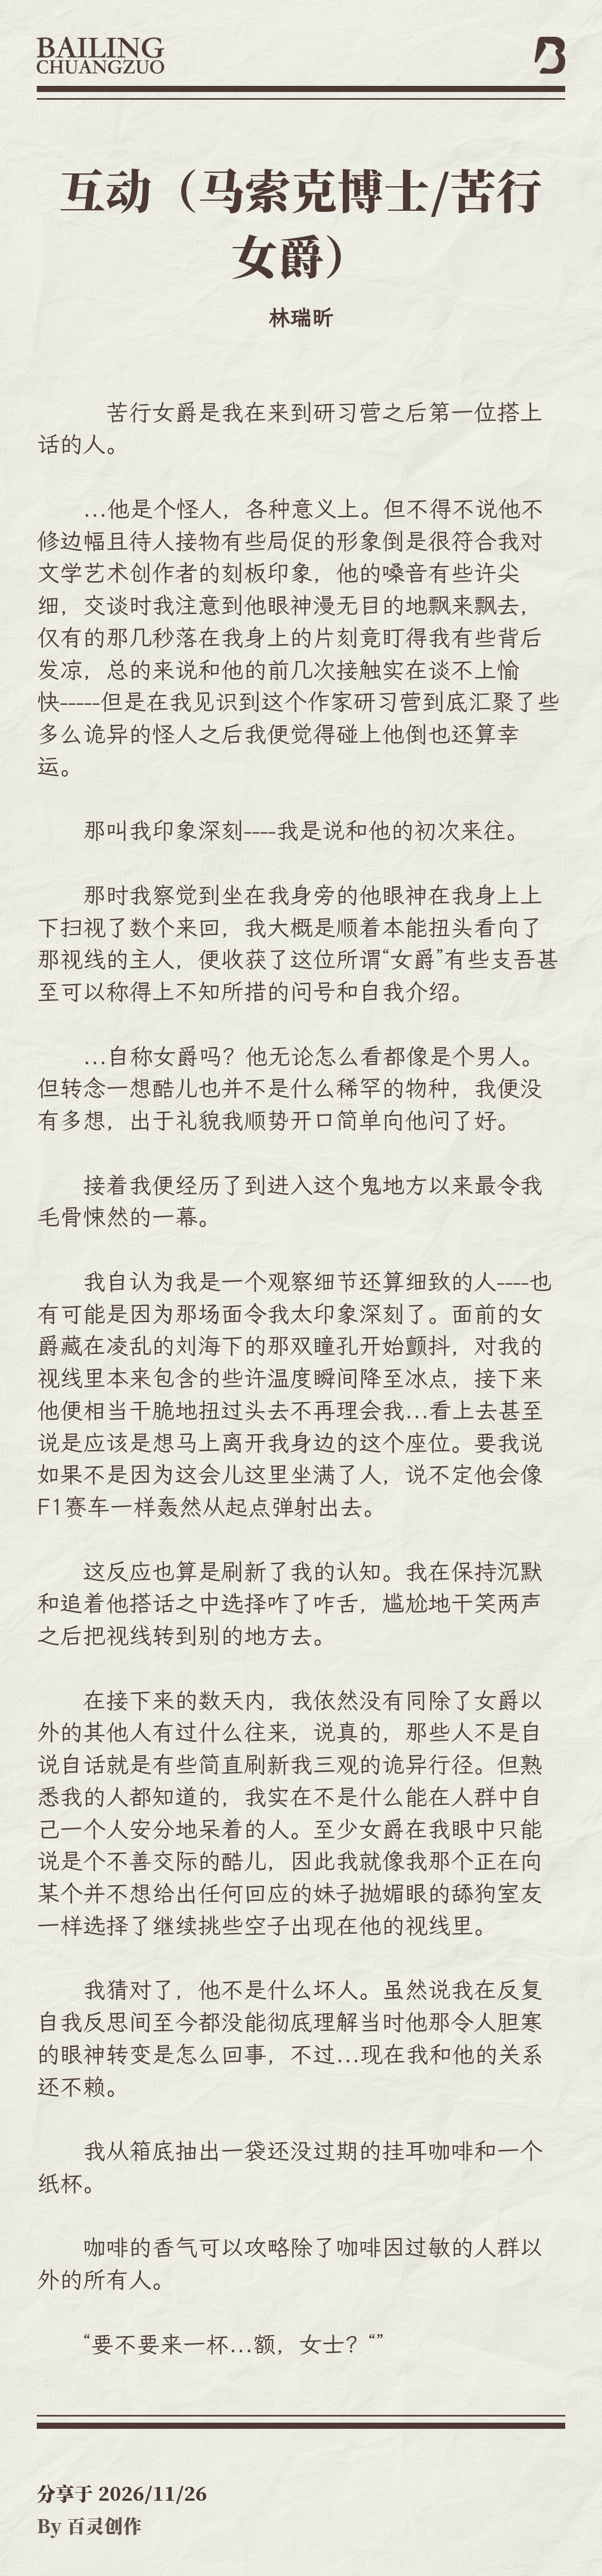 BAILING
CHUANGZUO
B
互动（马索克博士/苦行
女爵）
林瑞昕
苦行女爵是我在来到研习营之后第一位搭上
话的人。
...他是个怪人，各种意义上。但不得不说他不
修边幅且待人接物有些局促的形象倒是很符合我对
文学艺术创作者的刻板印象，他的嗓音有些许尖
细，交谈时我注意到他眼神漫无目的地飘来飘去，
仅有的那几秒落在我身上的片刻竟盯得我有些背后
发凉，总的来说和他的前几次接触实在谈不上愉
快-----但是在我见识到这个作家研习营到底汇聚了些
多么诡异的怪人之后我便觉得碰上他倒也还算幸
运。
那叫我印象深刻----我是说和他的初次来往。
那时我察觉到坐在我身旁的他眼神在我身上上
下扫视了数个来回，我大概是顺着本能扭头看向了
那视线的主人，便收获了这位所谓“女爵”有些支吾甚
至可以称得上不知所措的问号和自我介绍。
...自称女爵吗？他无论怎么看都像是个男人。
但转念一想酷儿也并不是什么稀罕的物种，我便没
有多想，出于礼貌我顺势开口简单向他问了好。
接着我便经历了到进入这个鬼地方以来最令我
毛骨悚然的一幕。
我自认为我是一个观察细节还算细致的人----也
有可能是因为那场面令我太印象深刻了。面前的女
爵藏在凌乱的刘海下的那双瞳孔开始颤抖，对我的
视线里本来包含的些许温度瞬间降至冰点，接下来
他便相当干脆地扭过头去不再理会我...看上去甚至
说是应该是想马上离开我身边的这个座位。要我说
如果不是因为这会儿这里坐满了人，说不定他会像
F1赛车一样轰然从起点弹射出去。
这反应也算是刷新了我的认知。我在保持沉默
和追着他搭话之中选择咋了咋舌，尴尬地干笑两声
之后把视线转到别的地方去。
在接下来的数天内，我依然没有同除了女爵以
外的其他人有过什么往来，说真的，那些人不是自
说自话就是有些简直刷新我三观的诡异行径。但熟
悉我的人都知道的，我实在不是什么能在人群中自
己一个人安分地呆着的人。至少女爵在我眼中只能
说是个不善交际的酷儿，因此我就像我那个正在向
某个并不想给出任何回应的妹子抛媚眼的舔狗室友
一样选择了继续挑些空子出现在他的视线里。
我猜对了，他不是什么坏人。虽然说我在反复
自我反思间至今都没能彻底理解当时他那令人胆寒
的眼神转变是怎么回事，不过...现在我和他的关系
还不赖。
我从箱底抽出一袋还没过期的挂耳咖啡和一个
纸杯。
咖啡的香气可以攻略除了咖啡因过敏的人群以
外的所有人。
“要不要来一杯...额，女士？“”
分享于 2026/11/26
By 百灵创作